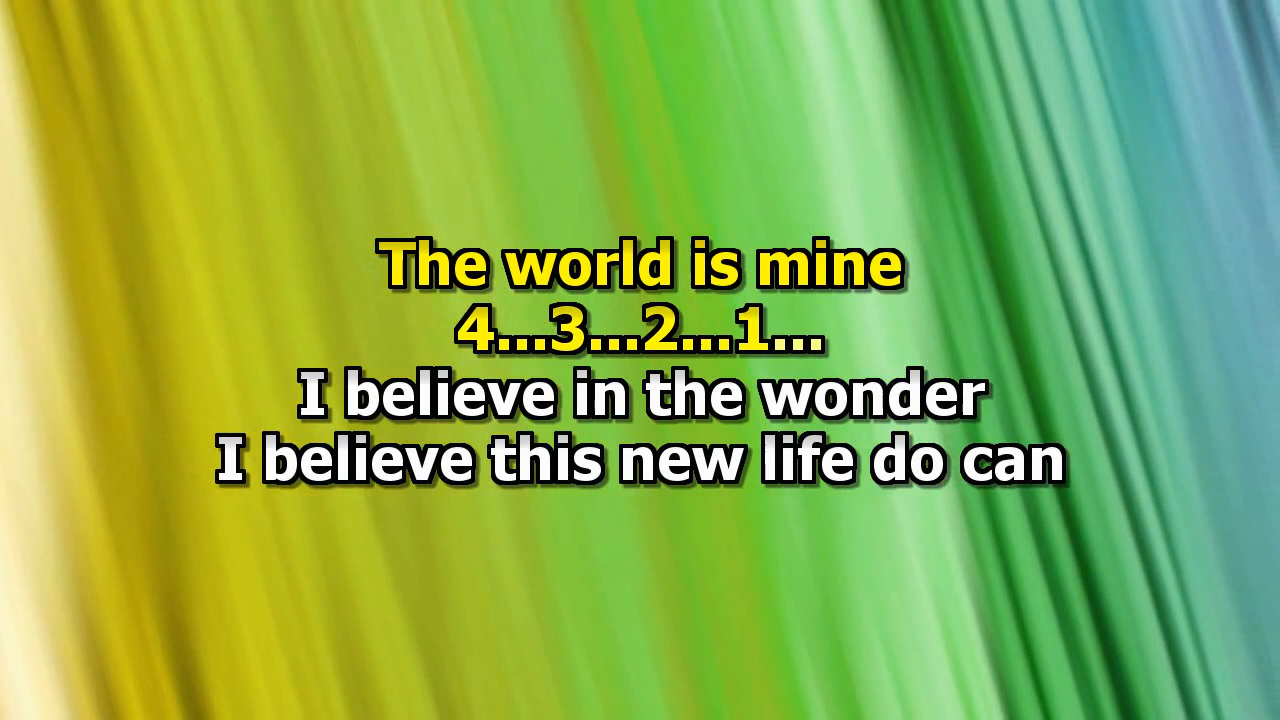 The world is mine
4...3...2...1...
I believe in the wonder
I believe this new life do can